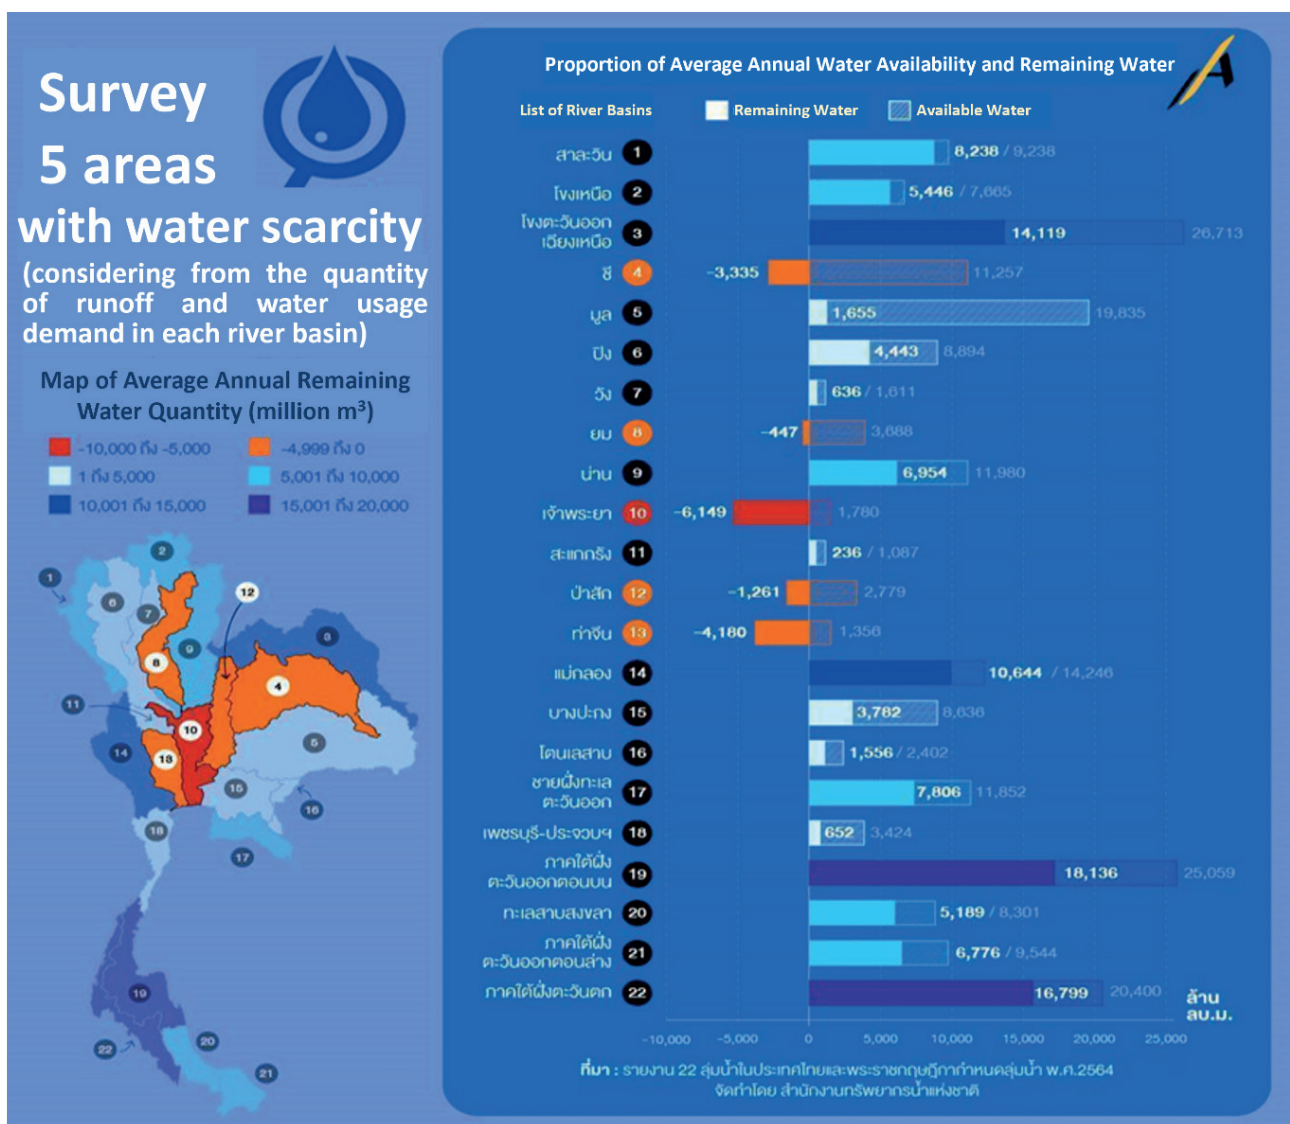 Survey
5 areas
with water scarcity
(considering from the quantity
of runoff and water usage
demand in each river basin)
Map of Average Annual Remaining
Water Quantity (million m³)
-10,000 ถึง -5,000
-4,999 ถึง 0
1 ถึง 5,000
5,001 ถึง 10,000
10,001 ถึง 15,000
15,001 ถึง 20,000
1
2
6
7
12
9
8
8
4
11
10
5
14
13
15
16
18
17
19
20
22
21
Proportion of Average Annual Water Availability and Remaining Water
List of River Basins
Remaining Water
Available Water
สาละวิน 1 8,238 / 9,238
โขงเหนือ 2 5,446 / 7,665
โขงตะวันออก
เฉียงเหนือ 3 14,119 26,713
ชี 4 -3,335 11,257
มูล 5 1,655 19,835
ปิง 6 4,443 8,894
วัง 7 636 / 1,611
ยม 8 -447 3,688
น่าน 9 6,954 11,980
เจ้าพระยา 10 -6,149 1,780
สะแกกรัง 11 236 / 1,087
ป่าสัก 12 -1,261 2,779
ท่าจีน 13 -4,180 1,356
แม่กลอง 14 10,644 / 14,246
บางปะกง 15 3,782 8,636
โตนเลสาบ 16 1,556 / 2,402
ชายฝั่งทะเล
ตะวันออก 17 7,806 11,852
เพชรบุรี-ประจวบฯ 18 652 3,424
ภาคใต้ฝั่ง
ตะวันออกตอนบน 19 18,136 25,059
ทะเลสาบสงขลา 20 5,189 / 8,301
ภาคใต้ฝั่ง
ตะวันออกตอนล่าง 21 6,776 / 9,544
ภาคใต้ฝั่งตะวันตก 22 16,799 20,400
ล้าน
ลบ.ม.
-10,000 -5,000 0 5,000 10,000 15,000 20,000 25,000
ที่มา : รายงาน 22 ลุ่มน้ำในประเทศไทยและพระราชกฤษฎีกากำหนดลุ่มน้ำ พ.ศ.2564
จัดทำโดย สำนักงานทรัพยากรน้ำแห่งชาติ